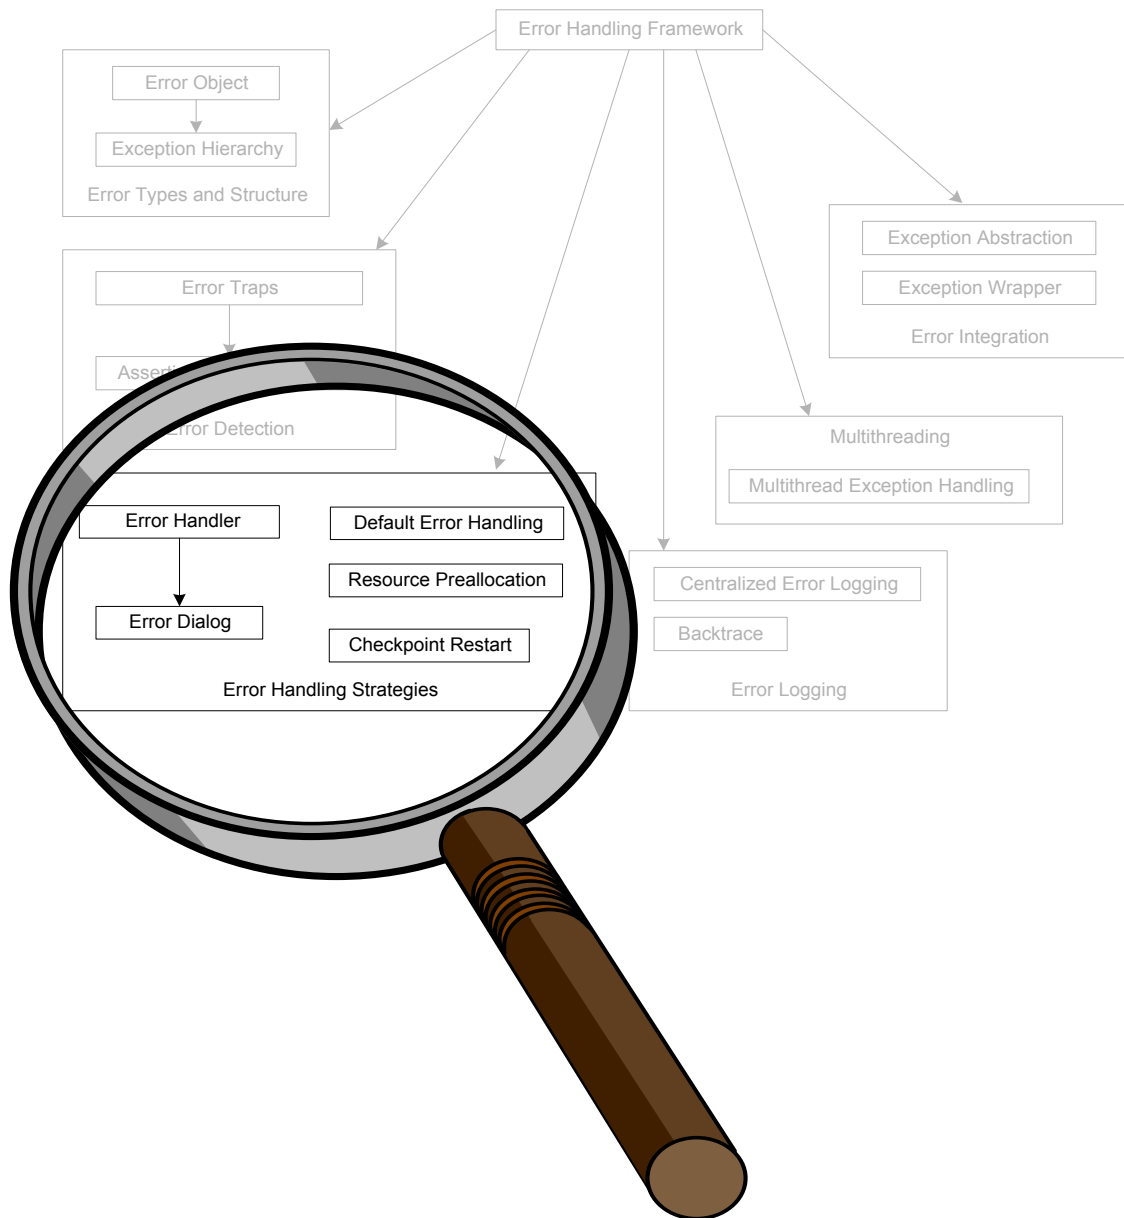 Error Handling Framework
Error Object
Exception Hierarchy
Error Types and Structure
Exception Abstraction
Exception Wrapper
Error Integration
Error Traps
Error Detection
Multithreading
Multithread Exception Handling
Error Handler
Default Error Handling
Resource Preallocation
Error Dialog
Checkpoint Restart
Error Handling Strategies
Centralized Error Logging
Backtrace
Error Logging